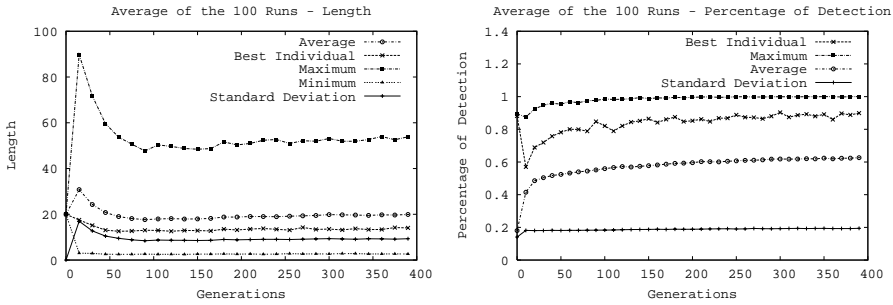 Average of the 100 Runs - Length
100
80
60
40
20
0
Length
Average
Best Individual
Maximum
Minimum
Standard Deviation
0 50 100 150 200 250 300 350 400
Generations
Average of the 100 Runs - Percentage of Detection
1.4
1.2
1
0.8
0.6
0.4
0.2
0
Percentage of Detection
Best Individual
Maximum
Average
Standard Deviation
0 50 100 150 200 250 300 350 400
Generations